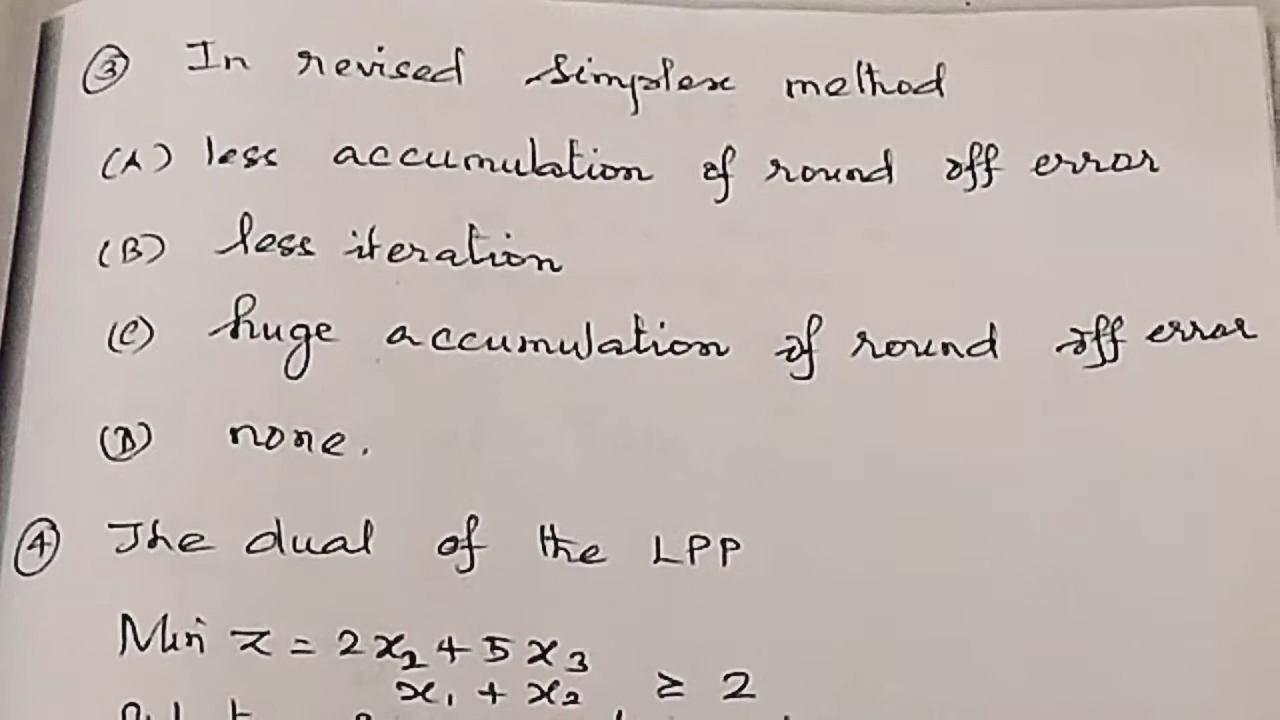 ③ In revised simplex method
(A) less accumulation of round off error
(B) less iteration
(C) huge accumulation of round off error
(D) none.
④ The dual of the LPP
Min z = 2x₂ + 5x₃
x₁ + x₂ ≥ 2